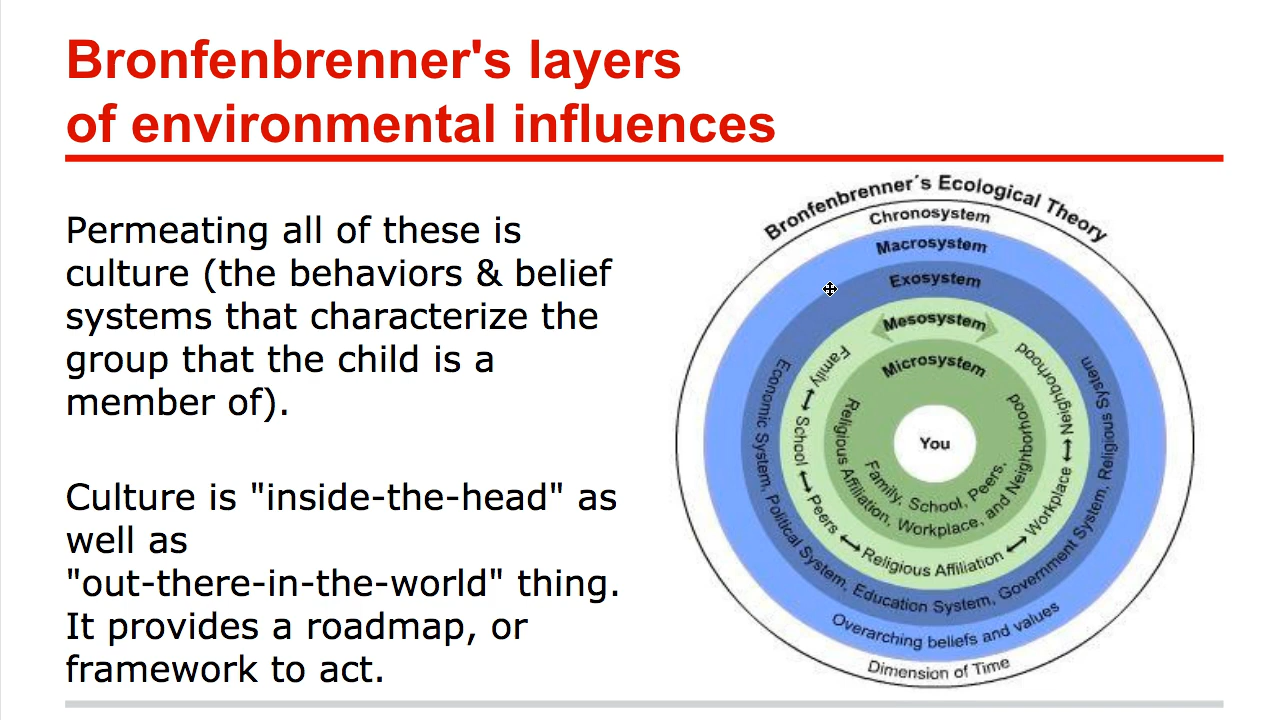 Bronfenbrenner's layers
of environmental influences
Permeating all of these is
culture (the behaviors & belief
systems that characterize the
group that the child is a
member of).
Culture is "inside-the-head" as
well as
"out-there-in-the-world" thing.
It provides a roadmap, or
framework to act.
Bronfenbrenner´s Ecological Theory
Chronosystem
Macrosystem
Exosystem
Mesosystem
Microsystem
You
Family, School, Peers,
Religious Affiliation, Workplace, and Neighborhood
Family ↔ School ↔ Peers ↔ Religious Affiliation ↔ Workplace ↔ Neighborhood
Economic System, Political System, Education System, Government System, Religious System
Overarching beliefs and values
Dimension of Time